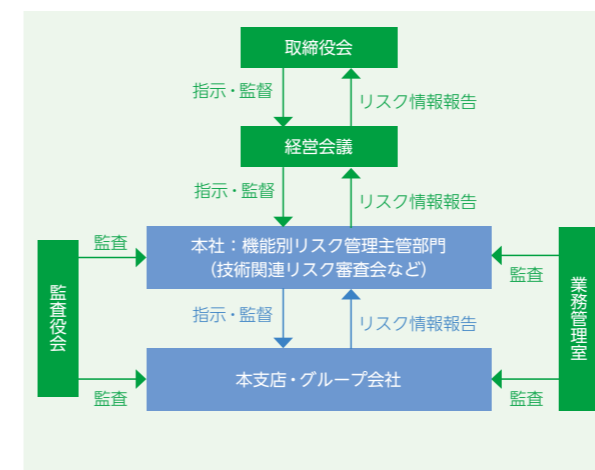 取締役会
指示・監督
リスク情報報告
経営会議
指示・監督
リスク情報報告
監査
本社：機能別リスク管理主管部門
（技術関連リスク審査会など）
監査
監査役会
業務管理室
指示・監督
リスク情報報告
本支店・グループ会社
監査
監査